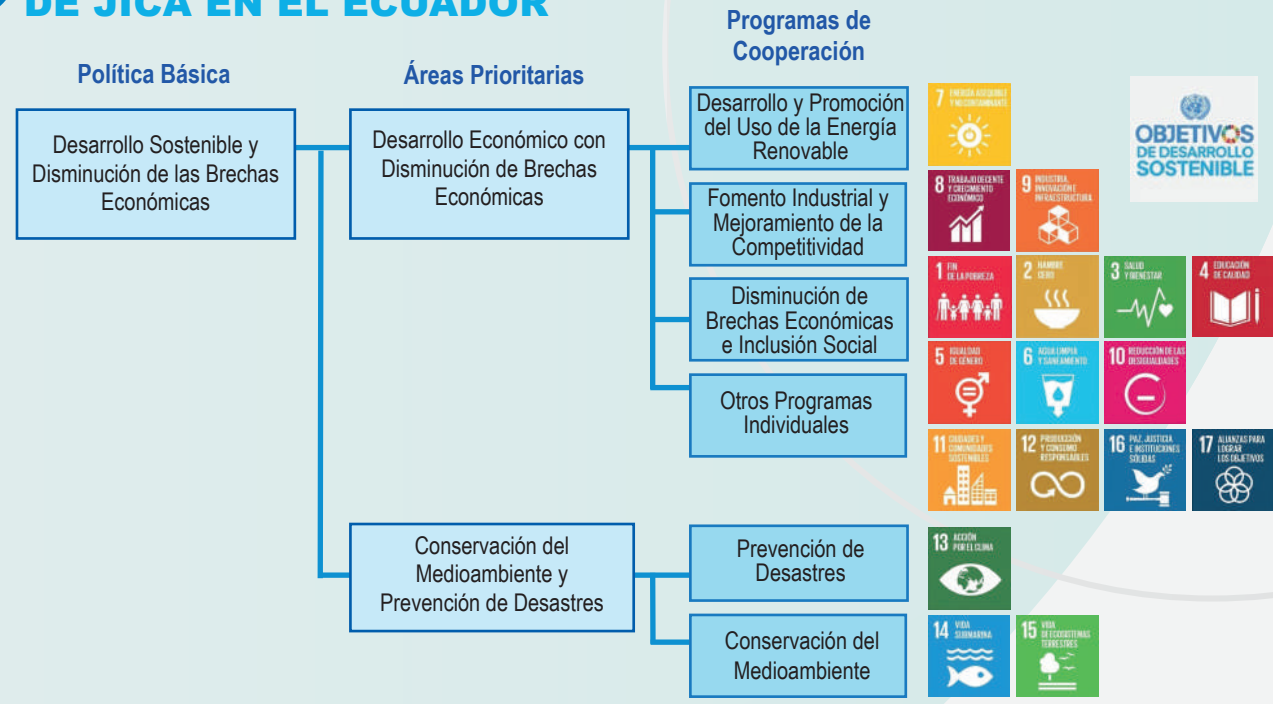 DE JICA EN EL ECUADOR
Política Básica
Áreas Prioritarias
Programas de
Cooperación
Desarrollo Sostenible y
Disminución de las Brechas
Económicas
Desarrollo Económico con
Disminución de Brechas
Económicas
Desarrollo y Promoción
del Uso de la Energía
Renovable
7 ENERGÍA ASEQUIBLE
Y NO CONTAMINANTE
OBJETIVOS
DE DESARROLLO
SOSTENIBLE
Fomento Industrial y
Mejoramiento de la
Competitividad
8 TRABAJO DECENTE
Y CRECIMIENTO
ECONÓMICO
9 INDUSTRIA,
INNOVACIÓN E
INFRAESTRUCTURA
Disminución de
Brechas Económicas
e Inclusión Social
1 FIN
DE LA POBREZA
2 HAMBRE
CERO
3 SALUD
Y BIENESTAR
4 EDUCACIÓN
DE CALIDAD
5 IGUALDAD
DE GÉNERO
6 AGUA LIMPIA
Y SANEAMIENTO
10 REDUCCIÓN DE LAS
DESIGUALDADES
Otros Programas
Individuales
11 CIUDADES Y
COMUNIDADES
SOSTENIBLES
12 PRODUCCIÓN
Y CONSUMO
RESPONSABLES
16 PAZ, JUSTICIA
E INSTITUCIONES
SÓLIDAS
17 ALIANZAS PARA
LOGRAR
LOS OBJETIVOS
Conservación del
Medioambiente y
Prevención de Desastres
Prevención de
Desastres
13 ACCIÓN
POR EL CLIMA
Conservación del
Medioambiente
14 VIDA
SUBMARINA
15 VIDA
DE ECOSISTEMAS
TERRESTRES